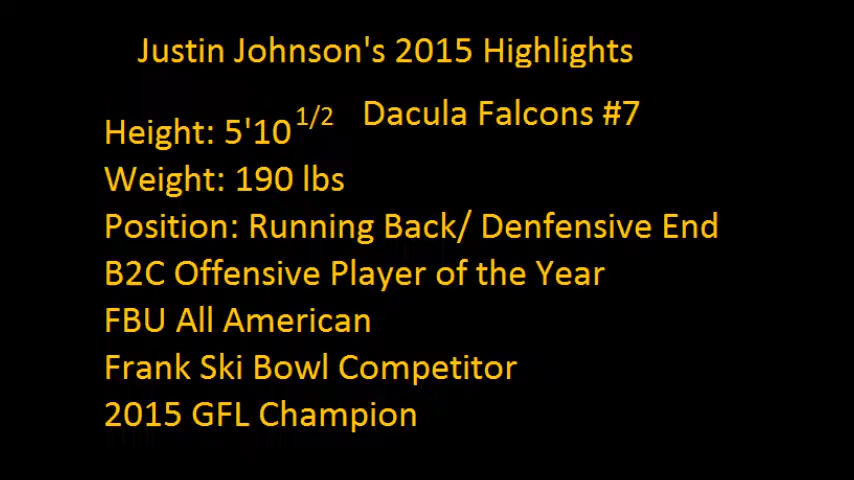 Justin Johnson's 2015 Highlights
Height: 5'10 1/2 Dacula Falcons #7
Weight: 190 lbs
Position: Running Back/ Denfensive End
B2C Offensive Player of the Year
FBU All American
Frank Ski Bowl Competitor
2015 GFL Champion